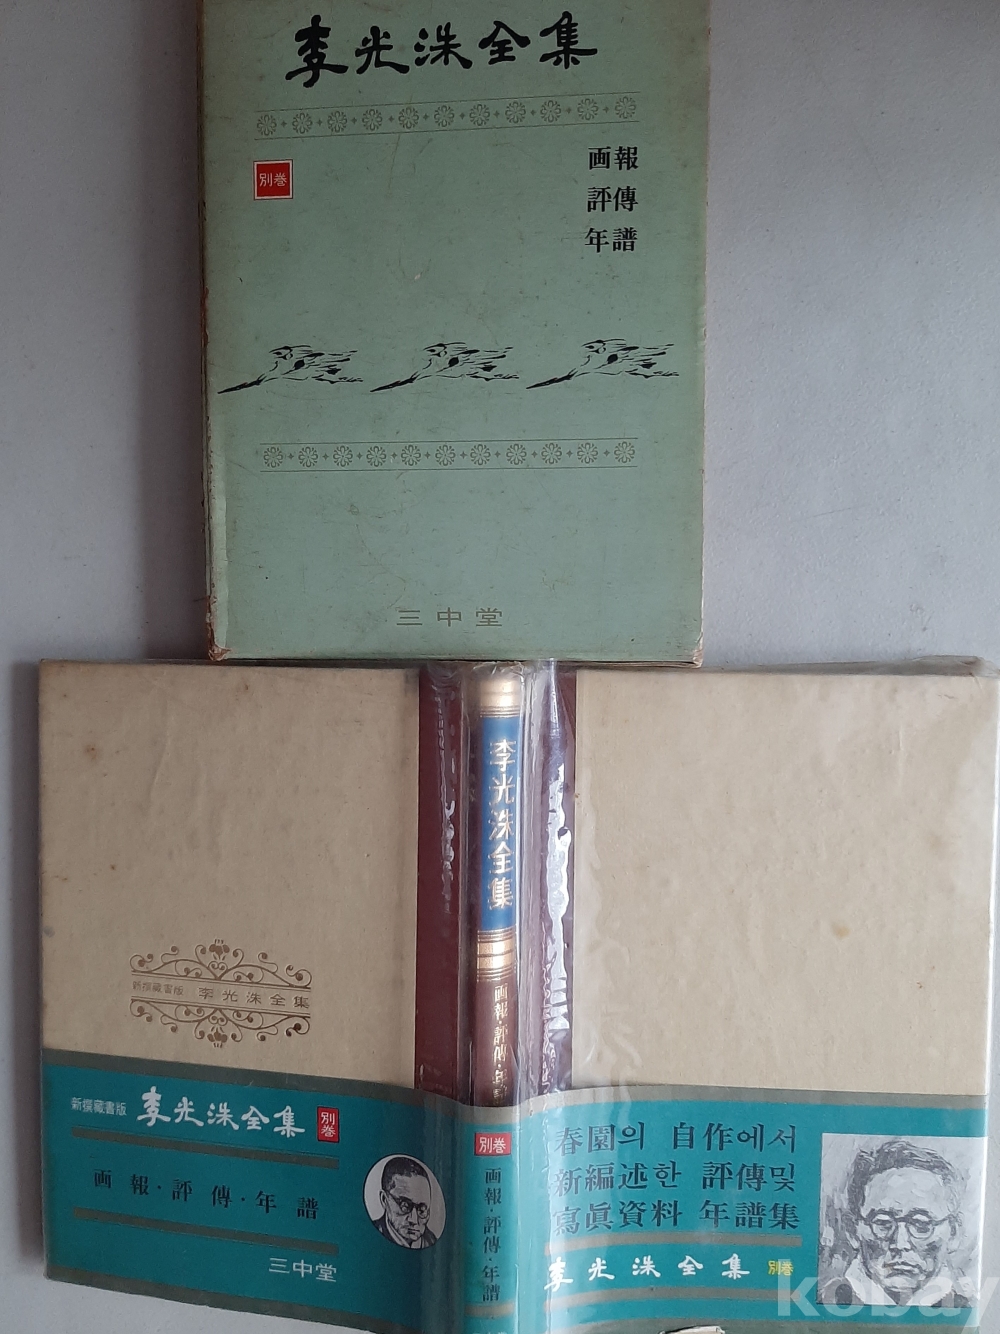 李光洙全集
別巻
画報
評傳
年譜
三中堂
新撰藏書版 李光洙全集
新撰藏書版 李光洙全集 別巻
画報·評傳·年譜
三中堂
李光洙全集
画報·評傳·年譜
別巻
画報·評傳·年譜
春園의 自作에서
新編述한 評傳및
寫眞資料 年譜集
李光洙全集 別巻
kobay